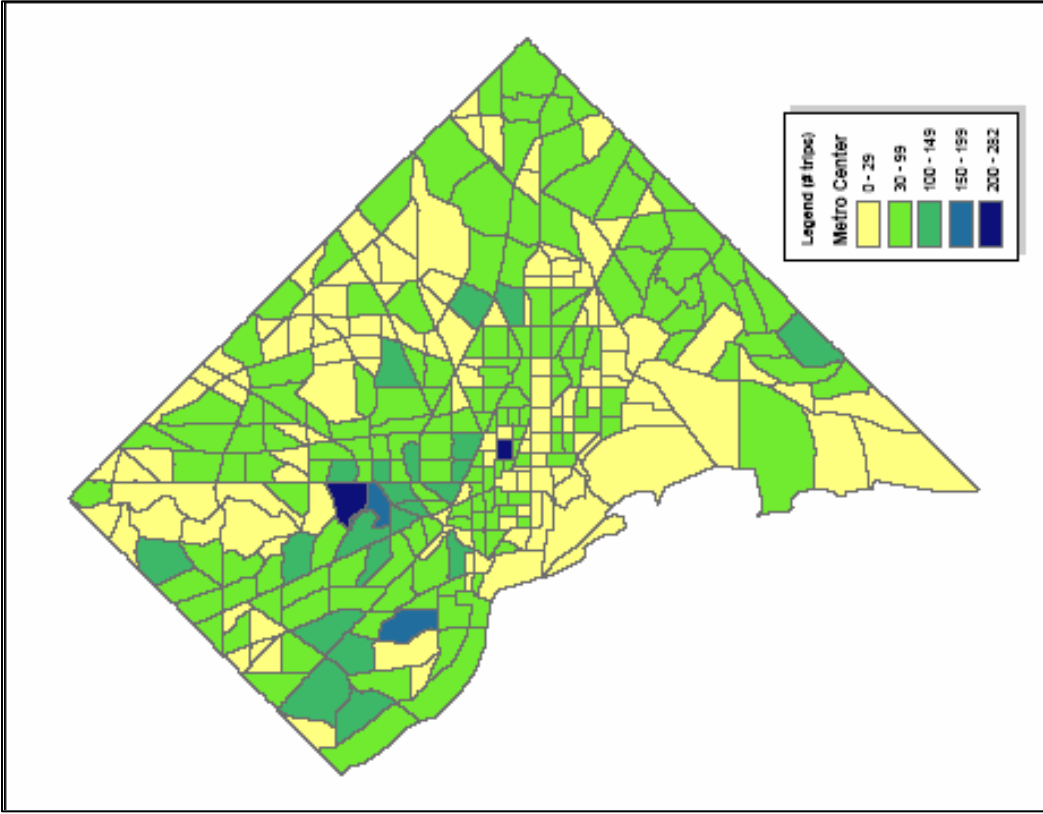 Legend (# trips)
Metro Center
0 - 29
30 - 99
100 - 149
150 - 199
200 - 282